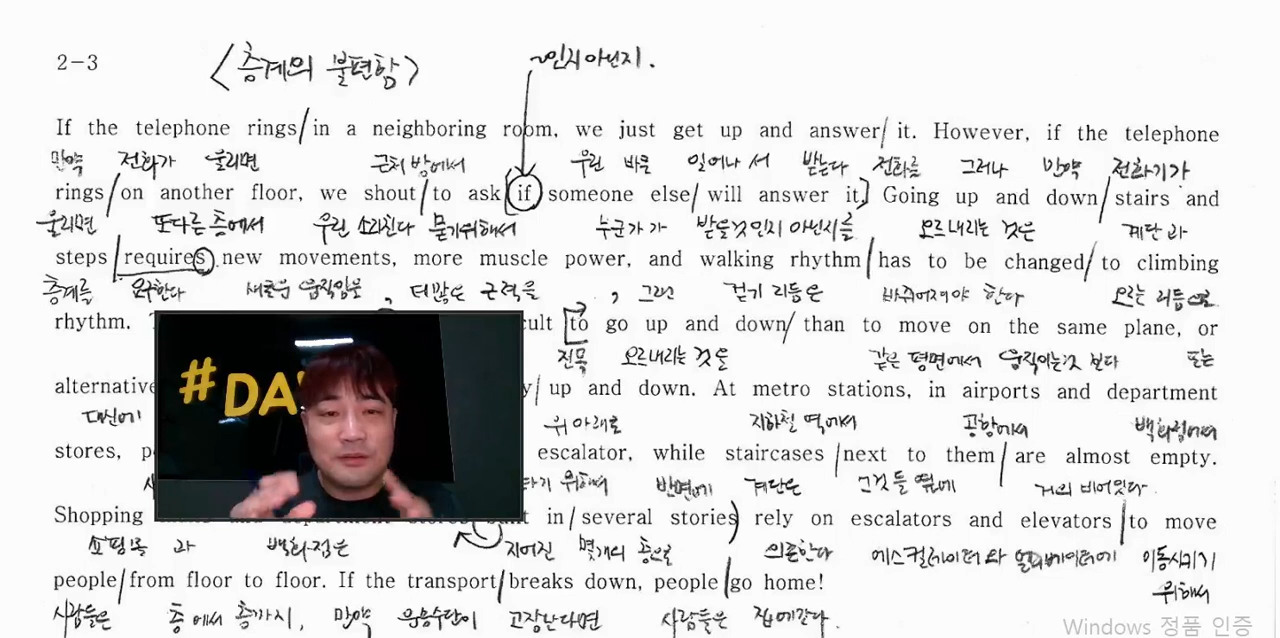 2-3
<층계의 불편함>
~인지 아닌지.
If the telephone rings/in a neighboring room, we just get up and answer/ it. However, if the telephone
만약 전화가 울리면 근처 방에서 우린 바로 일어나서 받는다 전화를 그러나 만약 전화기가
rings/on another floor, we shout/to ask [if someone else/ will answer it.] Going up and down/stairs and
울리면 또다른 층에서 우린 소리친다 묻기위해서 누군가가 받을것인지 아닌지를 오르내리는 것은 계단과
steps/requires new movements, more muscle power, and walking rhythm/has to be changed/to climbing
층계를 요구한다 새로운 움직임을, 더많은 근력을, 그런 걷기 리듬은 바뀌어져야 한다 오르는 리듬으로
rhythm. cult to go up and down/than to move on the same plane, or
진목 오르내리는 것을 같은 평면에서 움직이는것 보다 또는
alternative y/up and down. At metro stations, in airports and department
대신에 위아래로 지하철 역에서 공항에서 백화점에서
stores, p escalator, while staircases/next to them/are almost empty.
타기 위해서 반면에 계단은 그것들 옆에 거의 비어있다.
Shopping in/several stories) rely on escalators and elevators/to move
쇼핑몰 과 백화점은 지어진 몇개의 층으로 의존한다 에스컬레이터와 엘리베이터에 이동시키기
위해서
people/from floor to floor. If the transport/breaks down, people/go home!
사람들은 층에서 층까지, 만약 운송수단이 고장난다면 사람들은 집에간다.
#DA
Windows 정품 인증